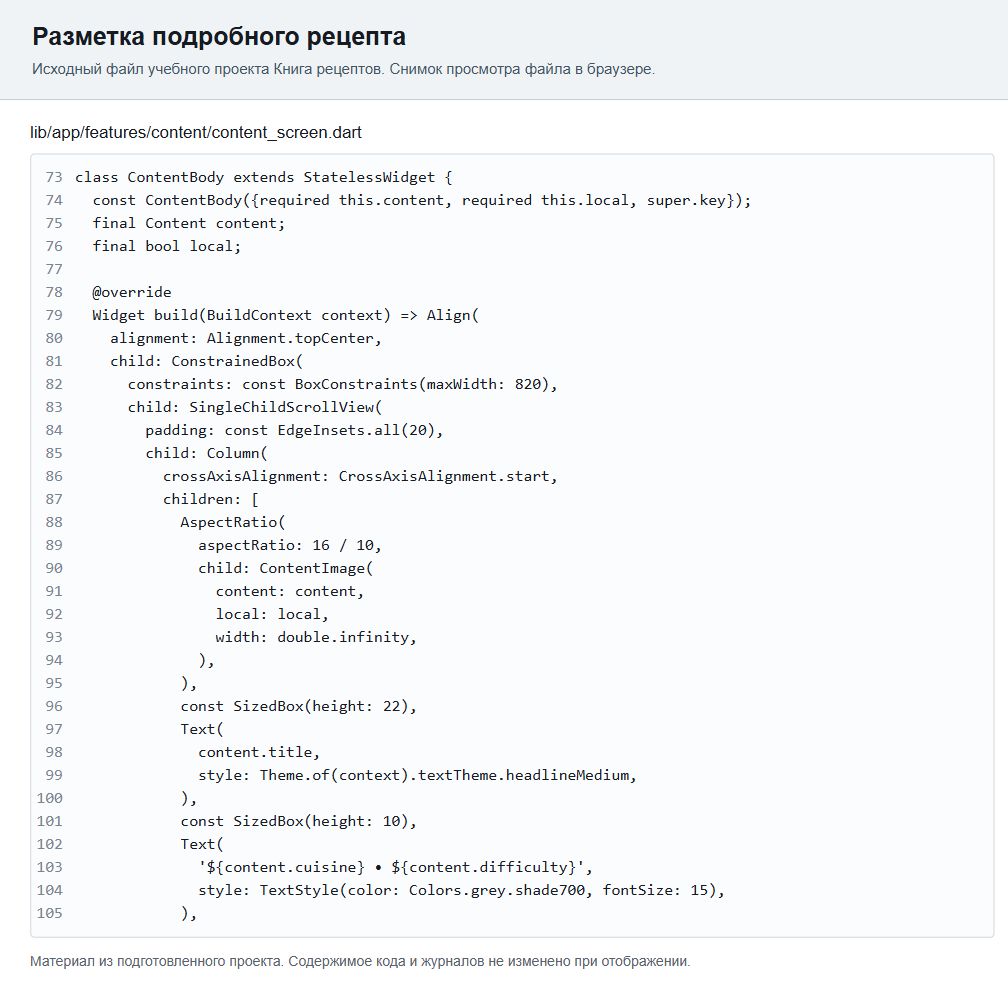 Разметка подробного рецепта
Исходный файл учебного проекта Книга рецептов. Снимок просмотра файла в браузере.
lib/app/features/content/content_screen.dart
73 class ContentBody extends StatelessWidget {
74   const ContentBody({required this.content, required this.local, super.key});
75   final Content content;
76   final bool local;
77
78   @override
79   Widget build(BuildContext context) => Align(
80     alignment: Alignment.topCenter,
81     child: ConstrainedBox(
82       constraints: const BoxConstraints(maxWidth: 820),
83       child: SingleChildScrollView(
84         padding: const EdgeInsets.all(20),
85         child: Column(
86           crossAxisAlignment: CrossAxisAlignment.start,
87           children: [
88             AspectRatio(
89               aspectRatio: 16 / 10,
90               child: ContentImage(
91                 content: content,
92                 local: local,
93                 width: double.infinity,
94               ),
95             ),
96             const SizedBox(height: 22),
97             Text(
98               content.title,
99               style: Theme.of(context).textTheme.headlineMedium,
100             ),
101             const SizedBox(height: 10),
102             Text(
103               '${content.cuisine} • ${content.difficulty}',
104               style: TextStyle(color: Colors.grey.shade700, fontSize: 15),
105             ),
Материал из подготовленного проекта. Содержимое кода и журналов не изменено при отображении.